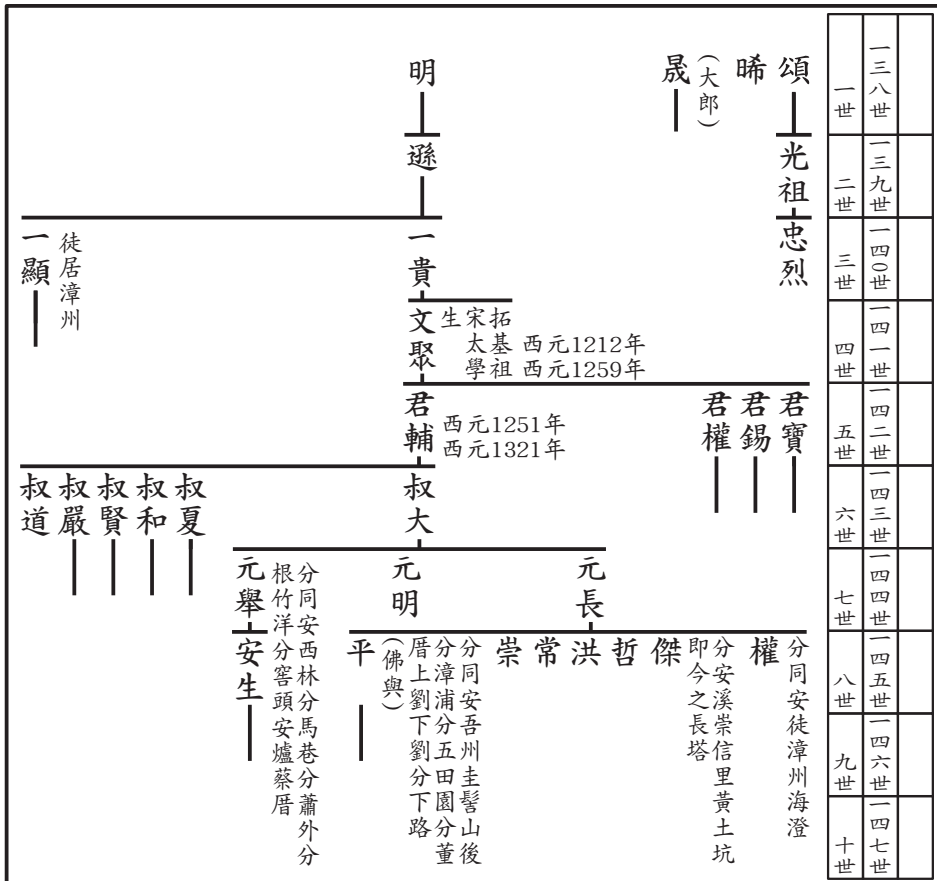 一三八世
一三九世
一四０世
一四一世
一四二世
一四三世
一四四世
一四五世
一四六世
一四七世
一世
二世
三世
四世
五世
六世
七世
八世
九世
十世
頌
晞
晟
(大郎)
明
光祖
遜
忠烈
一貴
一顯
徒居漳州
文聚
生宋拓
太基 西元1212年
學祖 西元1259年
君寶
君錫
君權
君輔
西元1251年
西元1321年
叔大
叔夏
叔和
叔賢
叔嚴
叔道
元長
元明
元舉
權
分同安徒漳州海澄
傑
分安溪崇信里黃土坑
即今之長塔
哲
洪
常
崇
平
(佛與)
分同安吾州圭髻山後
分漳浦分五田園分董
厝上劉下劉分下路
安生
分同安西林分馬巷分蕭外分
根竹洋分窖頭安爐蔡厝